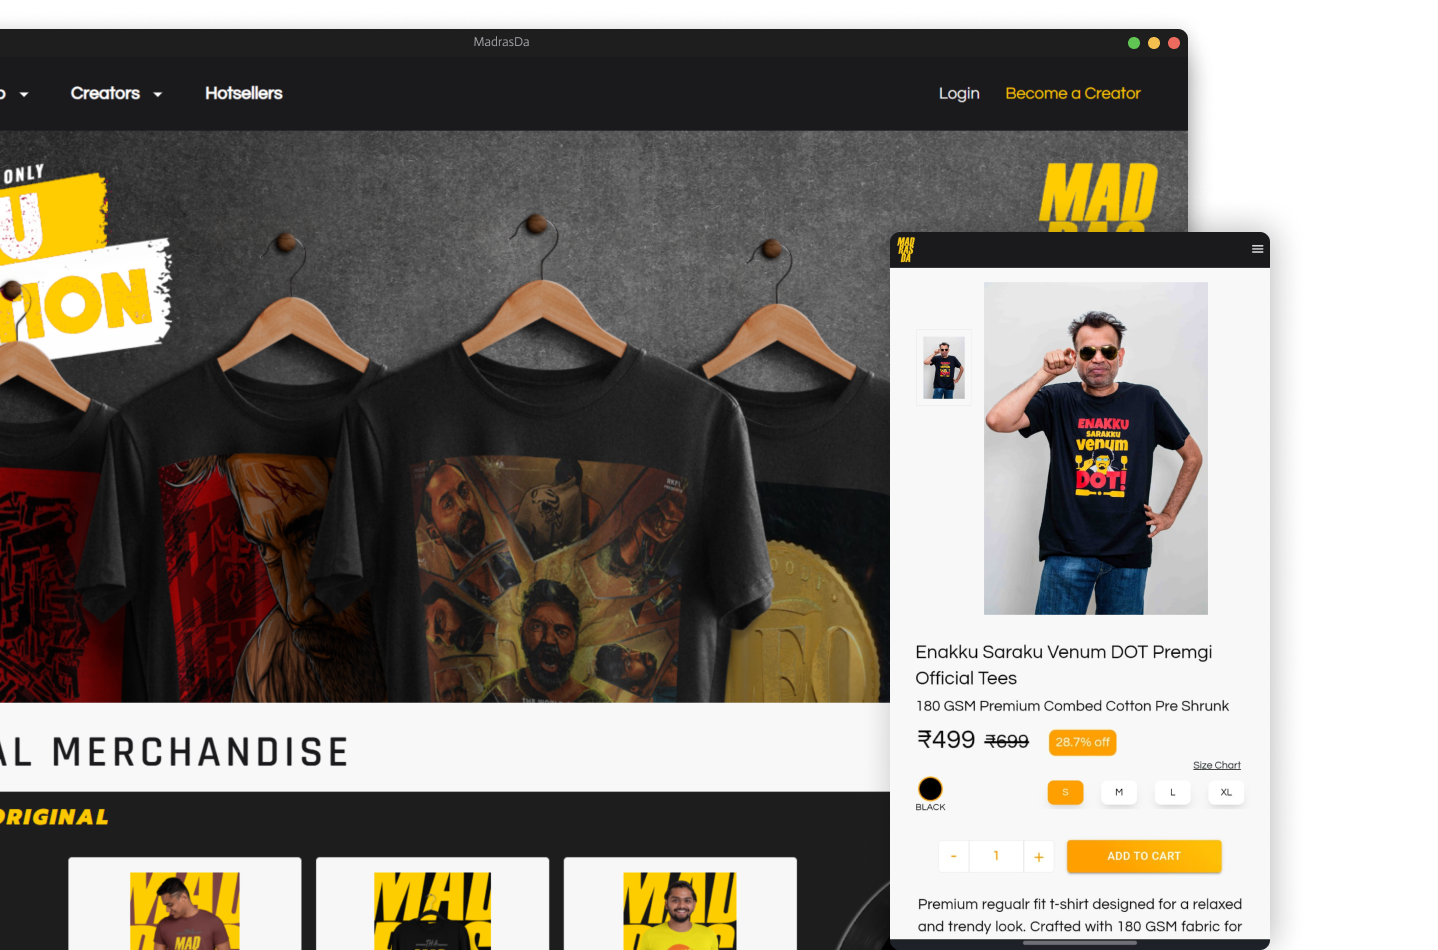 MadrasDa
Creators
Hotsellers
Login
Become a Creator
ONLY
U
TION
MAD
DAS
AL MERCHANDISE
ORIGINAL
MAD
RAS
DA
ENAKKU
SARAKKU
venum
DOT!
Enakku Saraku Venum DOT Premgi
Official Tees
180 GSM Premium Combed Cotton Pre Shrunk
₹499 ₹699 28.7% off
Size Chart
BLACK
S M L XL
- 1 +
ADD TO CART
Premium regualr fit t-shirt designed for a relaxed
and trendy look. Crafted with 180 GSM fabric for